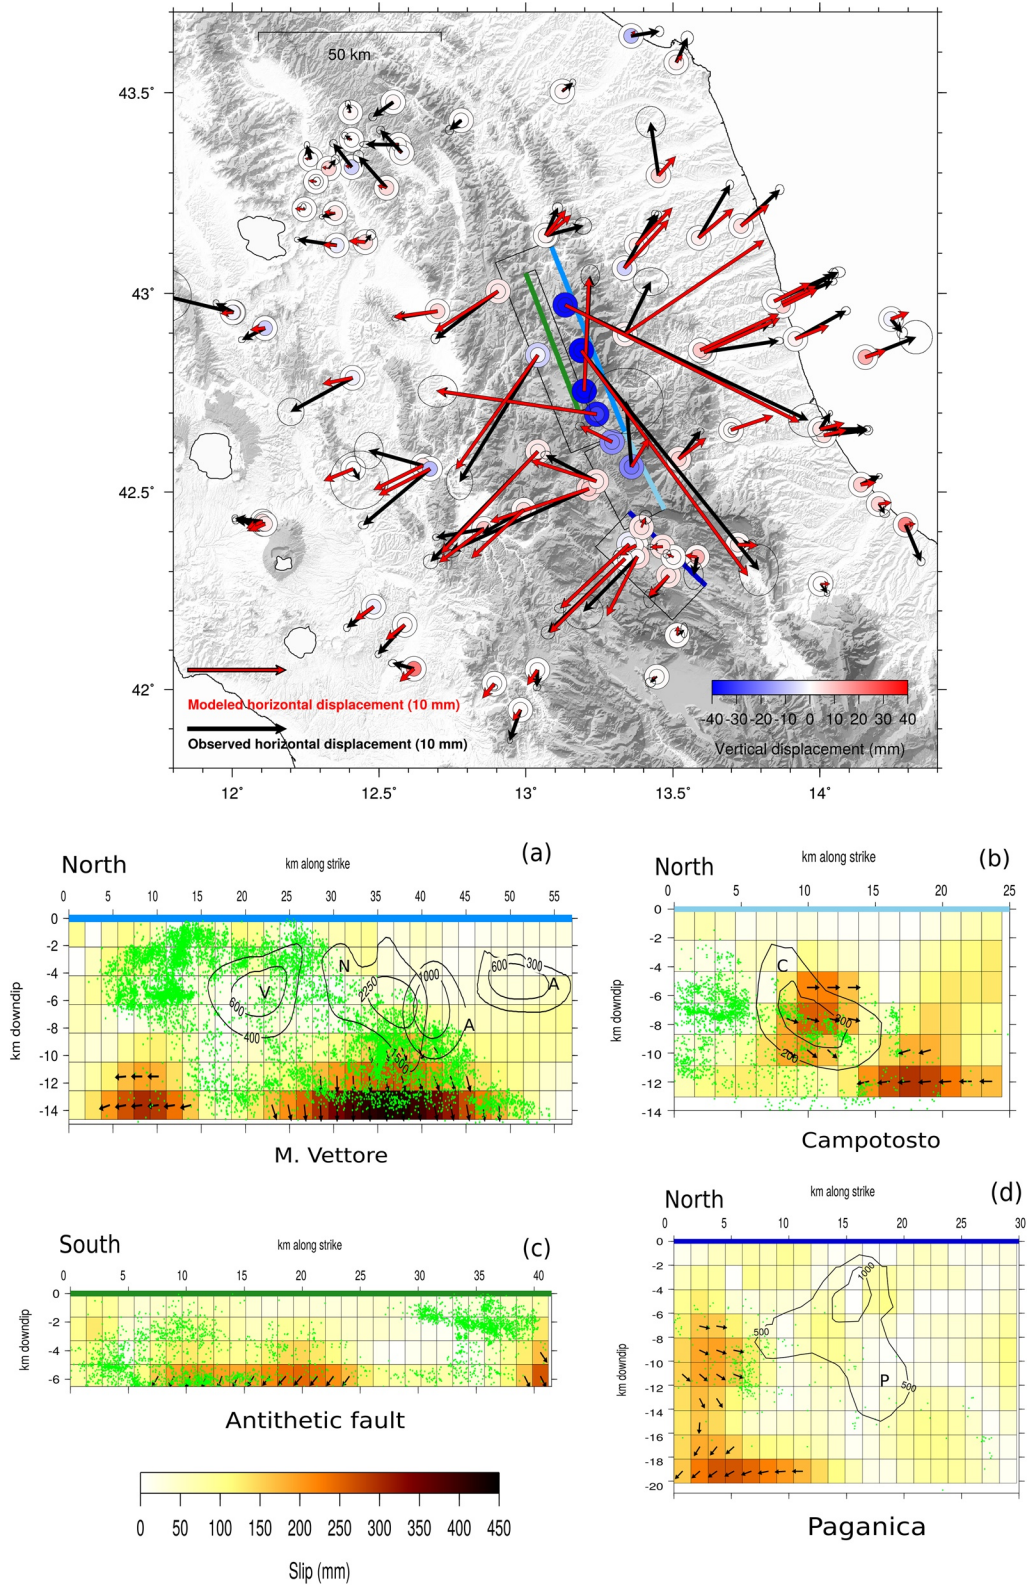 50 km
43.5°
43°
42.5°
42°
Modeled horizontal displacement (10 mm)
Observed horizontal displacement (10 mm)
-40 -30 -20 -10 0 10 20 30 40
Vertical displacement (mm)
12° 12.5° 13° 13.5° 14°
North km along strike (a)
0 5 10 15 20 25 30 35 40 45 50 55
0
-2
-4
-6
-8
-10
-12
-14
km downdip
V 600 400 N 2250 1000 A 600 300 A
M. Vettore
North km along strike (b)
0 5 10 15 20 25
0
-2
-4
-6
-8
-10
-12
-14
km downdip
C 200
Campotosto
South km along strike (c)
0 5 10 15 20 25 30 35 40
0
-2
-4
-6
km downdip
Antithetic fault
North km along strike (d)
0 5 10 15 20 25 30
0
-2
-4
-6
-8
-10
-12
-14
-16
-18
-20
km downdip
1000 500 P 500
Paganica
0 50 100 150 200 250 300 350 400 450
Slip (mm)